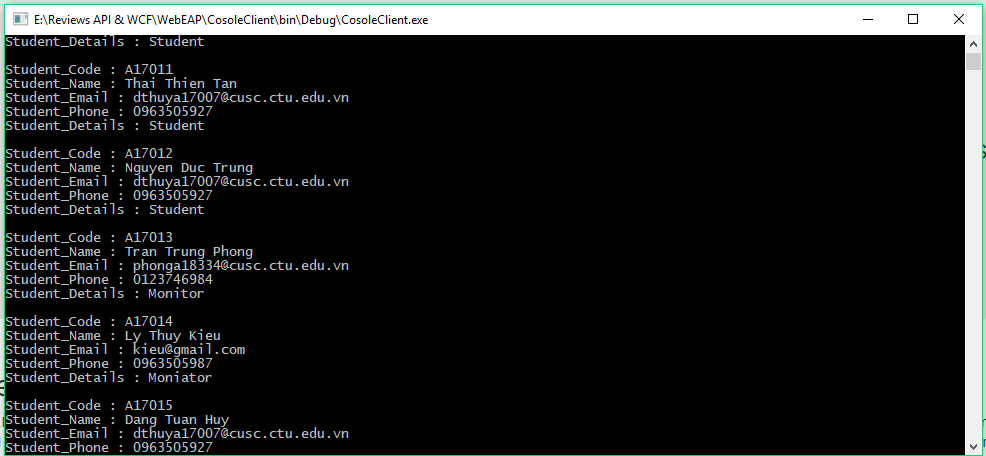 E:\Reviews API & WCF\WebEAP\CosoleClient\bin\Debug\CosoleClient.exe
Student_Details : Student
Student_Code : A17011
Student_Name : Thai Thien Tan
Student_Email : dthuya17007@cusc.ctu.edu.vn
Student_Phone : 0963505927
Student_Details : Student
Student_Code : A17012
Student_Name : Nguyen Duc Trung
Student_Email : dthuya17007@cusc.ctu.edu.vn
Student_Phone : 0963505927
Student_Details : Student
Student_Code : A17013
Student_Name : Tran Trung Phong
Student_Email : phonga18334@cusc.ctu.edu.vn
Student_Phone : 0123746984
Student_Details : Monitor
Student_Code : A17014
Student_Name : Ly Thuy Kieu
Student_Email : kieu@gmail.com
Student_Phone : 0963505987
Student_Details : Moniator
Student_Code : A17015
Student_Name : Dang Tuan Huy
Student_Email : dthuya17007@cusc.ctu.edu.vn
Student_Phone : 0963505927